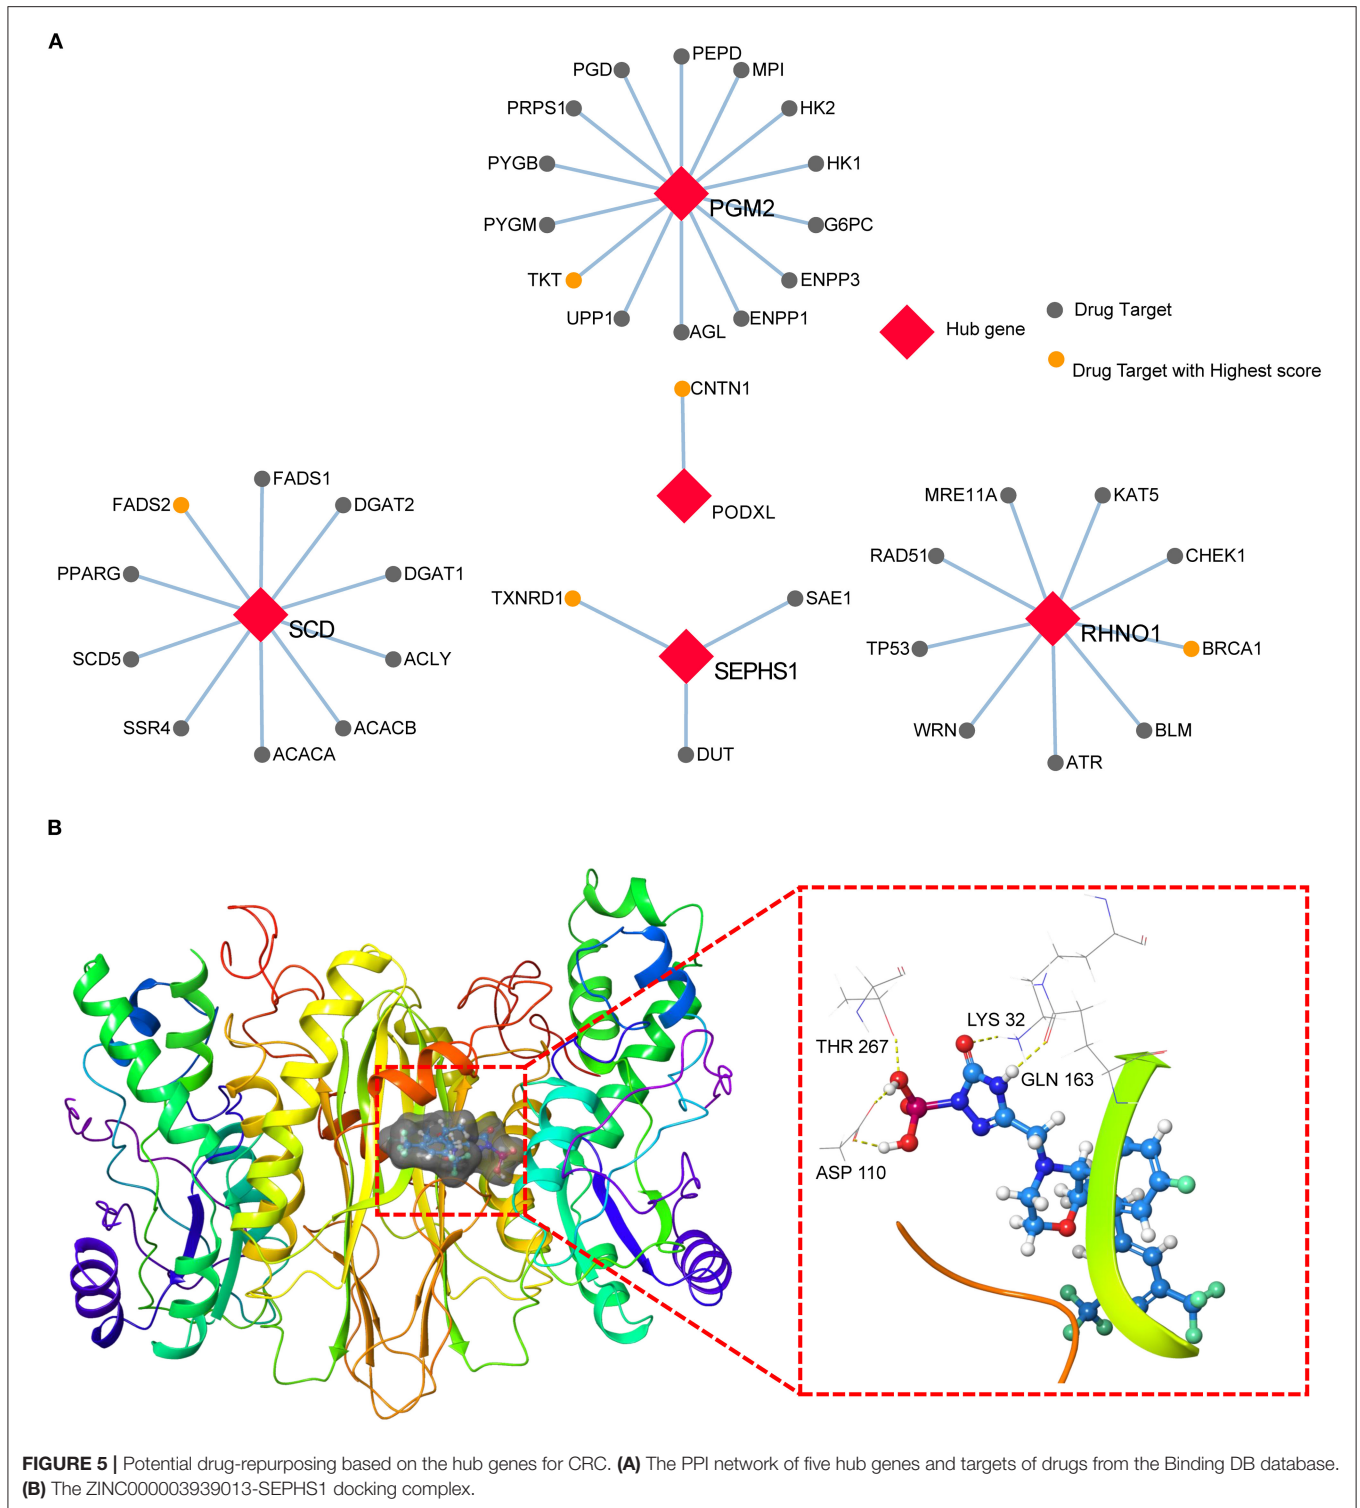 A
PEPD
PGD
MPI
PRPS1
HK2
PYGB
HK1
PGM2
PYGM
G6PC
TKT
ENPP3
UPP1
AGL
ENPP1
Hub gene
Drug Target
Drug Target with Highest score
CNTN1
PODXL
FADS1
FADS2
DGAT2
PPARG
DGAT1
SCD
SCD5
ACLY
SSR4
ACACB
ACACA
TXNRD1
SAE1
SEPHS1
DUT
MRE11A
KAT5
RAD51
CHEK1
RHNO1
TP53
BRCA1
WRN
BLM
ATR
B
LYS 32
THR 267
GLN 163
ASP 110
FIGURE 5 | Potential drug-repurposing based on the hub genes for CRC. (A) The PPI network of five hub genes and targets of drugs from the Binding DB database.
(B) The ZINC000003939013-SEPHS1 docking complex.